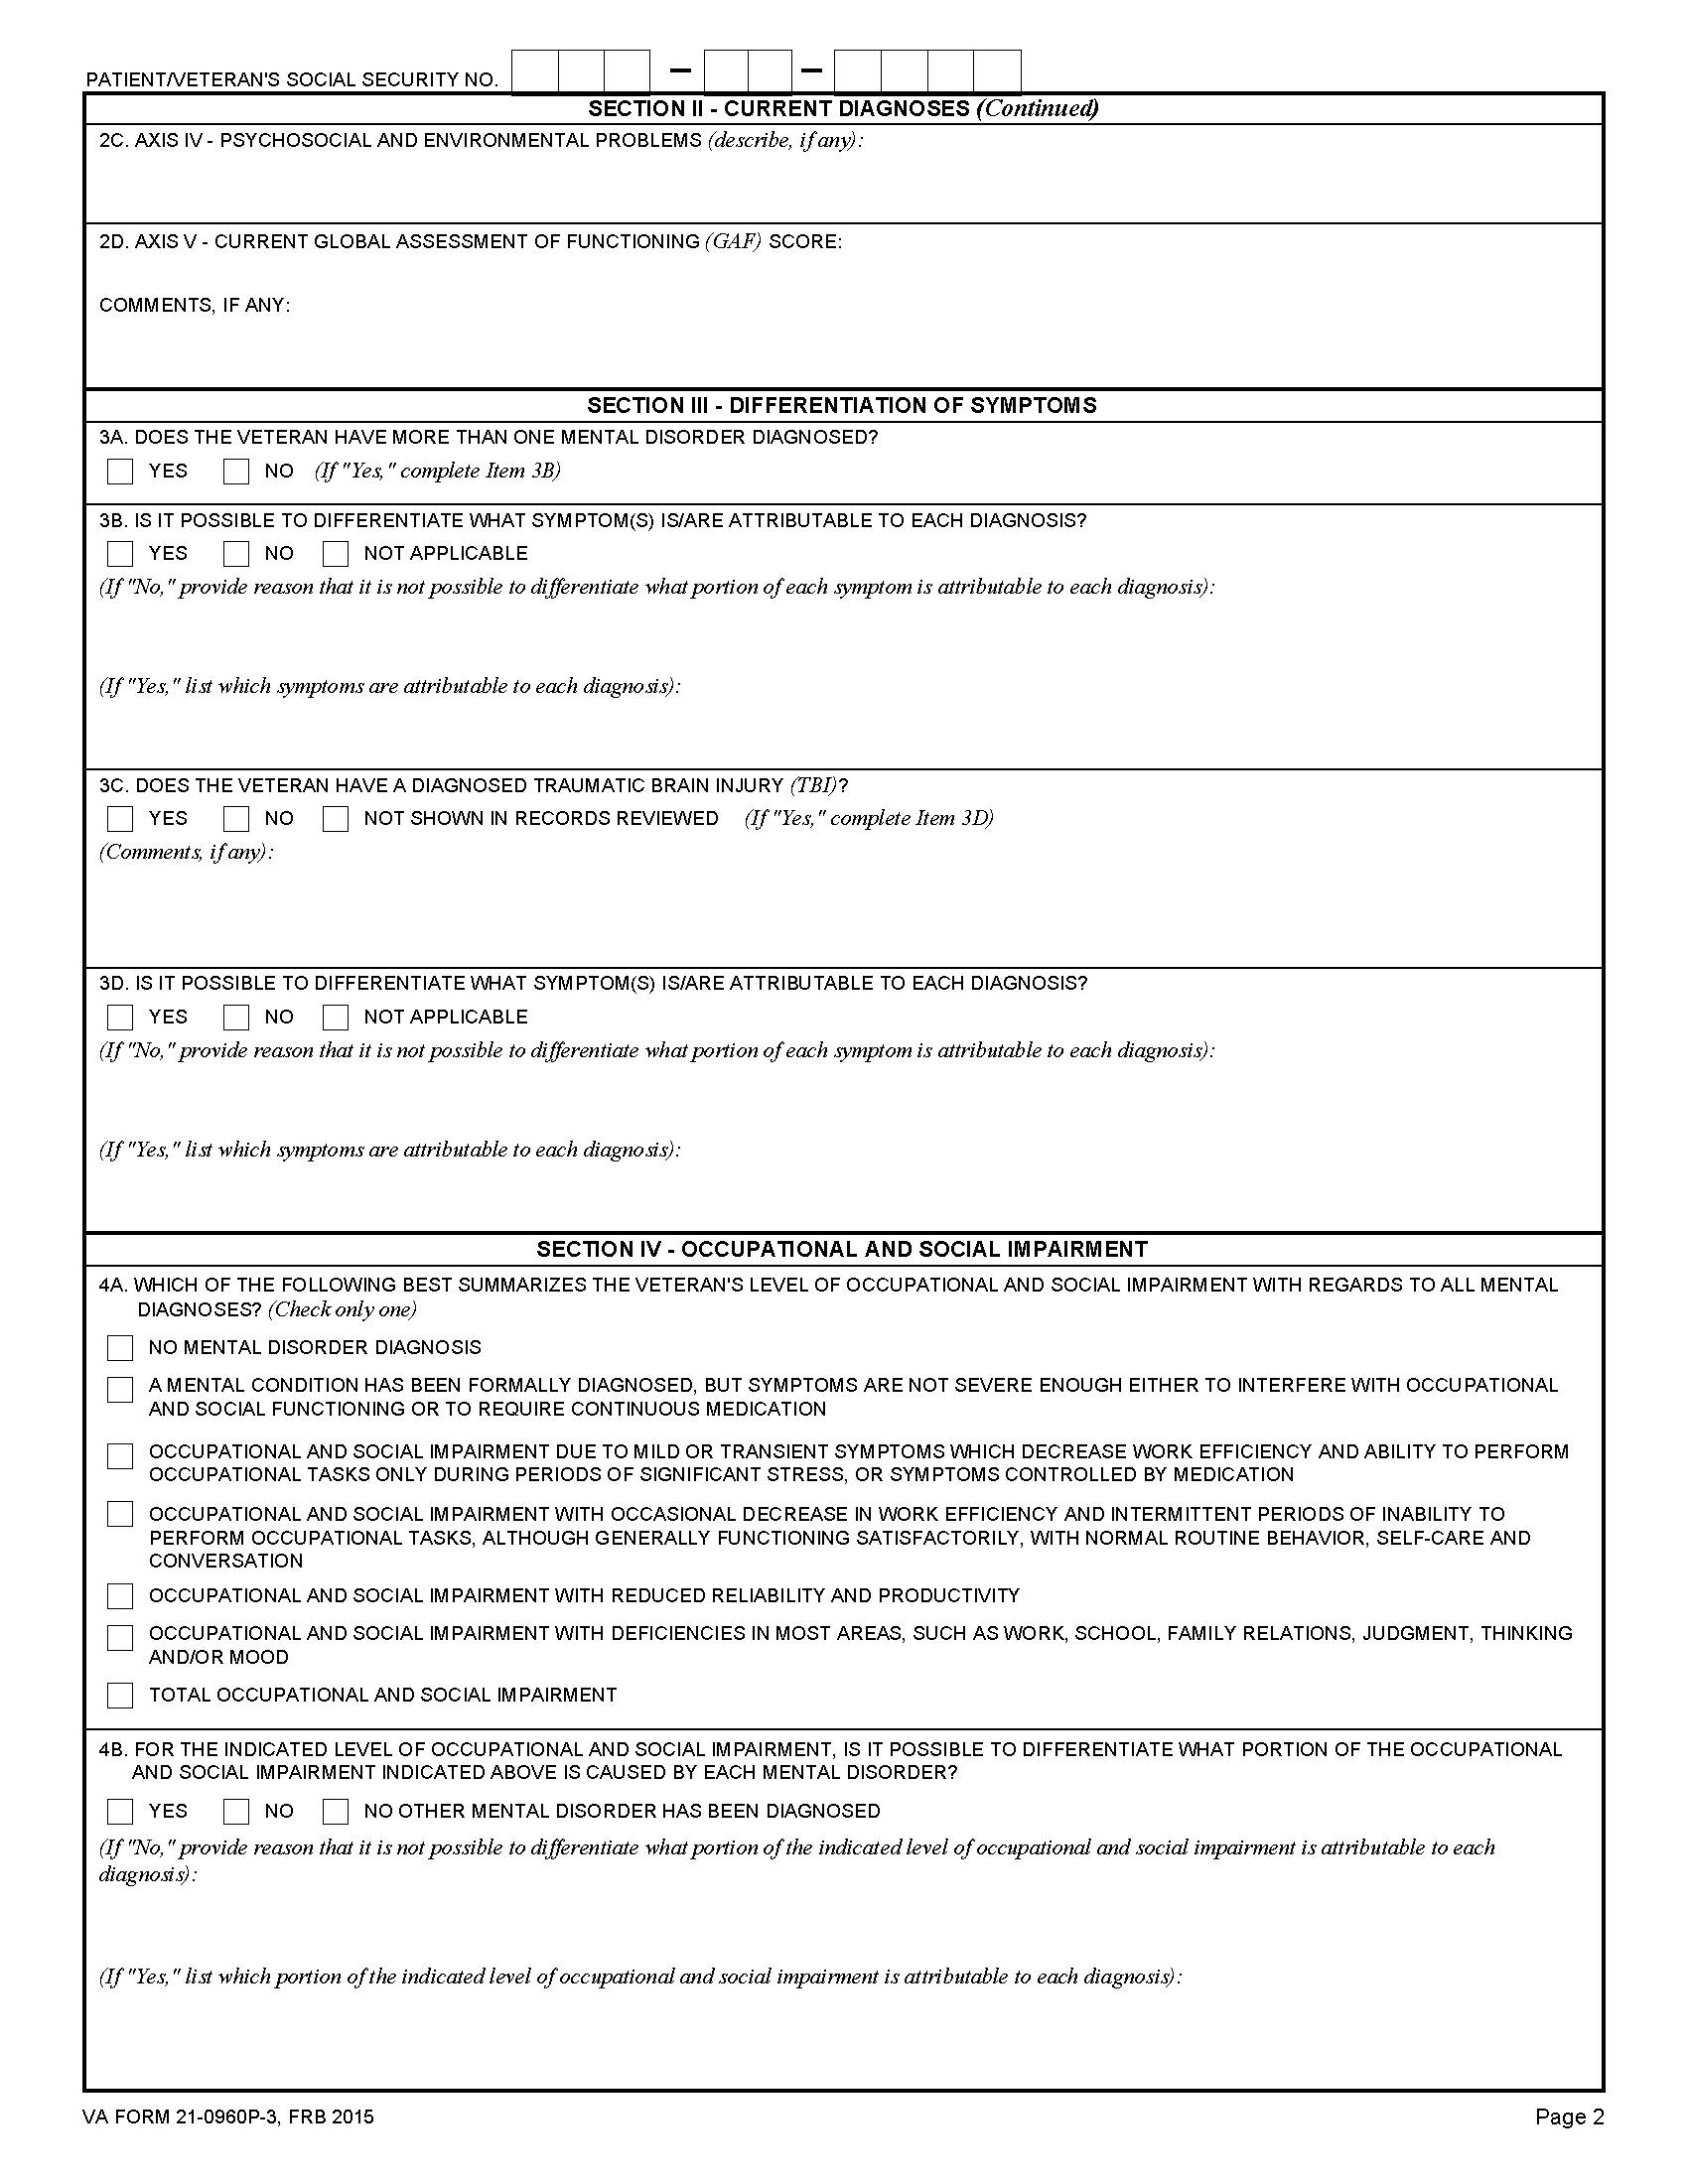 PATIENT/VETERAN'S SOCIAL SECURITY NO. – –
SECTION II - CURRENT DIAGNOSES (Continued)
2C. AXIS IV - PSYCHOSOCIAL AND ENVIRONMENTAL PROBLEMS (describe, if any):
2D. AXIS V - CURRENT GLOBAL ASSESSMENT OF FUNCTIONING (GAF) SCORE:
COMMENTS, IF ANY:
SECTION III - DIFFERENTIATION OF SYMPTOMS
3A. DOES THE VETERAN HAVE MORE THAN ONE MENTAL DISORDER DIAGNOSED?
YES NO (If "Yes," complete Item 3B)
3B. IS IT POSSIBLE TO DIFFERENTIATE WHAT SYMPTOM(S) IS/ARE ATTRIBUTABLE TO EACH DIAGNOSIS?
YES NO NOT APPLICABLE
(If "No," provide reason that it is not possible to differentiate what portion of each symptom is attributable to each diagnosis):
(If "Yes," list which symptoms are attributable to each diagnosis):
3C. DOES THE VETERAN HAVE A DIAGNOSED TRAUMATIC BRAIN INJURY (TBI)?
YES NO NOT SHOWN IN RECORDS REVIEWED (If "Yes," complete Item 3D)
(Comments, if any):
3D. IS IT POSSIBLE TO DIFFERENTIATE WHAT SYMPTOM(S) IS/ARE ATTRIBUTABLE TO EACH DIAGNOSIS?
YES NO NOT APPLICABLE
(If "No," provide reason that it is not possible to differentiate what portion of each symptom is attributable to each diagnosis):
(If "Yes," list which symptoms are attributable to each diagnosis):
SECTION IV - OCCUPATIONAL AND SOCIAL IMPAIRMENT
4A. WHICH OF THE FOLLOWING BEST SUMMARIZES THE VETERAN'S LEVEL OF OCCUPATIONAL AND SOCIAL IMPAIRMENT WITH REGARDS TO ALL MENTAL
DIAGNOSES? (Check only one)
NO MENTAL DISORDER DIAGNOSIS
A MENTAL CONDITION HAS BEEN FORMALLY DIAGNOSED, BUT SYMPTOMS ARE NOT SEVERE ENOUGH EITHER TO INTERFERE WITH OCCUPATIONAL
AND SOCIAL FUNCTIONING OR TO REQUIRE CONTINUOUS MEDICATION
OCCUPATIONAL AND SOCIAL IMPAIRMENT DUE TO MILD OR TRANSIENT SYMPTOMS WHICH DECREASE WORK EFFICIENCY AND ABILITY TO PERFORM
OCCUPATIONAL TASKS ONLY DURING PERIODS OF SIGNIFICANT STRESS, OR SYMPTOMS CONTROLLED BY MEDICATION
OCCUPATIONAL AND SOCIAL IMPAIRMENT WITH OCCASIONAL DECREASE IN WORK EFFICIENCY AND INTERMITTENT PERIODS OF INABILITY TO
PERFORM OCCUPATIONAL TASKS, ALTHOUGH GENERALLY FUNCTIONING SATISFACTORILY, WITH NORMAL ROUTINE BEHAVIOR, SELF-CARE AND
CONVERSATION
OCCUPATIONAL AND SOCIAL IMPAIRMENT WITH REDUCED RELIABILITY AND PRODUCTIVITY
OCCUPATIONAL AND SOCIAL IMPAIRMENT WITH DEFICIENCIES IN MOST AREAS, SUCH AS WORK, SCHOOL, FAMILY RELATIONS, JUDGMENT, THINKING
AND/OR MOOD
TOTAL OCCUPATIONAL AND SOCIAL IMPAIRMENT
4B. FOR THE INDICATED LEVEL OF OCCUPATIONAL AND SOCIAL IMPAIRMENT, IS IT POSSIBLE TO DIFFERENTIATE WHAT PORTION OF THE OCCUPATIONAL
AND SOCIAL IMPAIRMENT INDICATED ABOVE IS CAUSED BY EACH MENTAL DISORDER?
YES NO NO OTHER MENTAL DISORDER HAS BEEN DIAGNOSED
(If "No," provide reason that it is not possible to differentiate what portion of the indicated level of occupational and social impairment is attributable to each
diagnosis):
(If "Yes," list which portion of the indicated level of occupational and social impairment is attributable to each diagnosis):
VA FORM 21-0960P-3, FRB 2015 Page 2